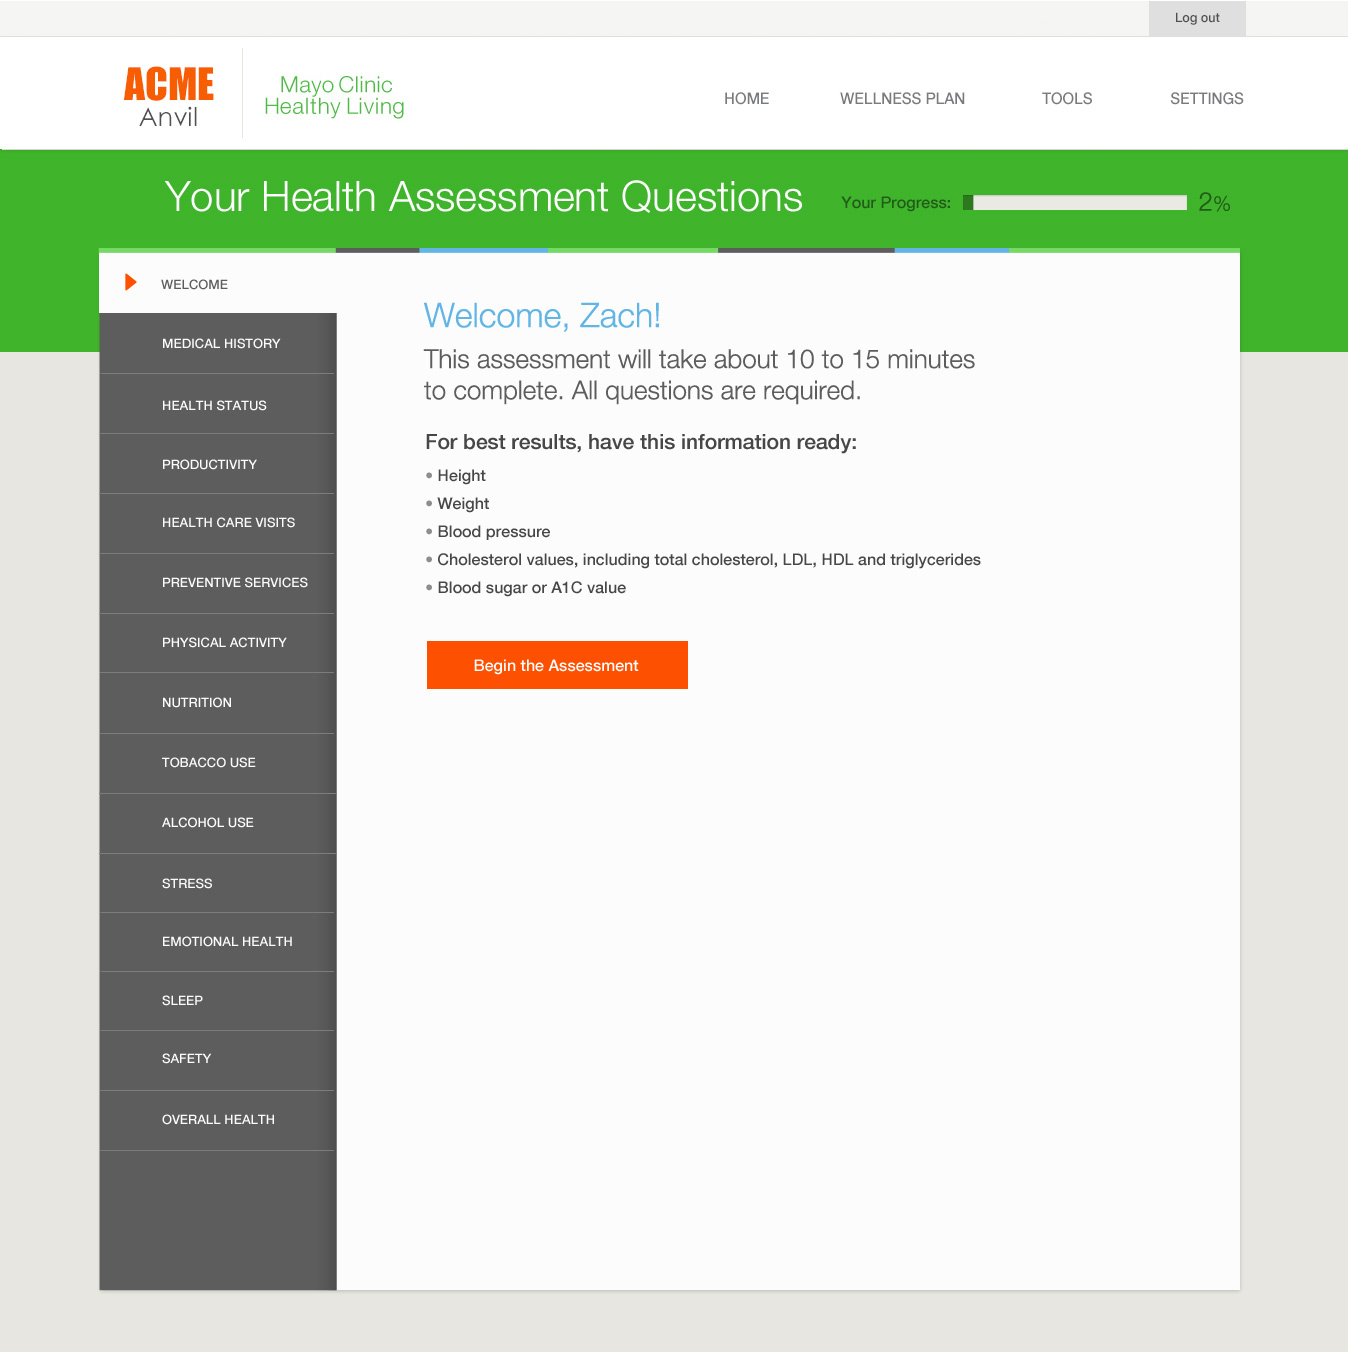 Log out
ACME
Anvil
Mayo Clinic
Healthy Living
HOME
WELLNESS PLAN
TOOLS
SETTINGS
Your Health Assessment Questions
Your Progress:
2%
WELCOME
MEDICAL HISTORY
HEALTH STATUS
PRODUCTIVITY
HEALTH CARE VISITS
PREVENTIVE SERVICES
PHYSICAL ACTIVITY
NUTRITION
TOBACCO USE
ALCOHOL USE
STRESS
EMOTIONAL HEALTH
SLEEP
SAFETY
OVERALL HEALTH
Welcome, Zach!
This assessment will take about 10 to 15 minutes
to complete. All questions are required.
For best results, have this information ready:
• Height
• Weight
• Blood pressure
• Cholesterol values, including total cholesterol, LDL, HDL and triglycerides
• Blood sugar or A1C value
Begin the Assessment